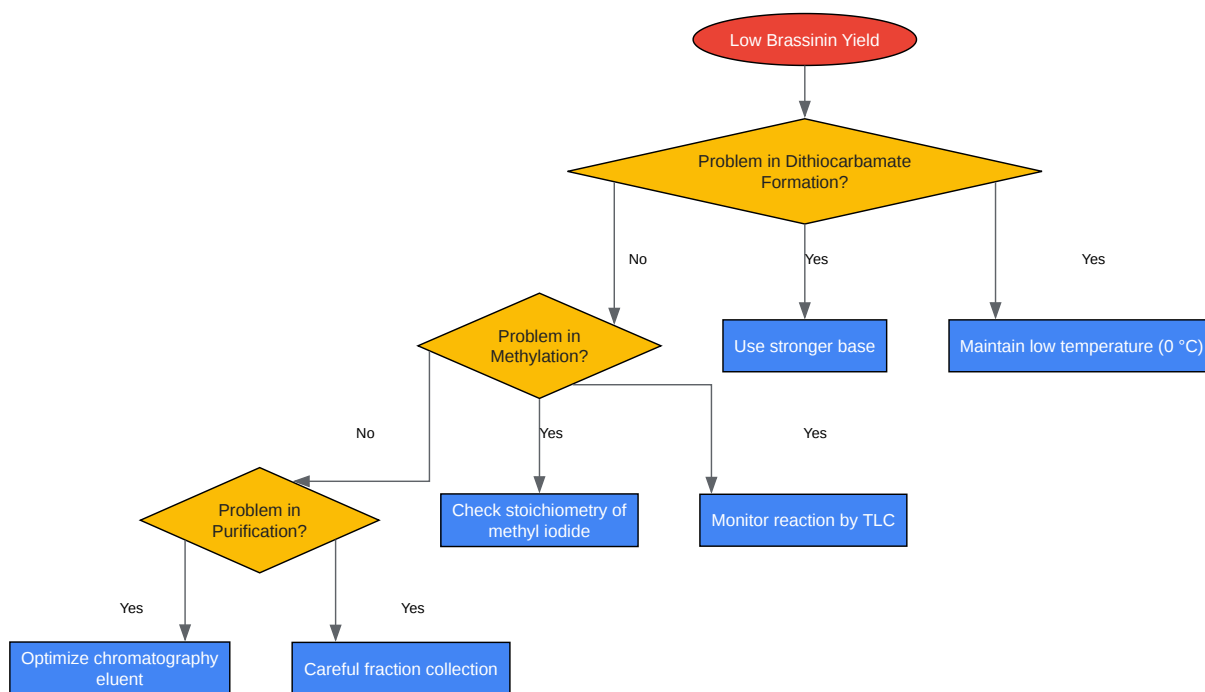 Low Brassinin Yield
Problem in Dithiocarbamate
Formation?
No
Yes
Yes
Problem in
Methylation?
Use stronger base
Maintain low temperature (0 °C)
No
Yes
Yes
Problem in
Purification?
Check stoichiometry of
methyl iodide
Monitor reaction by TLC
Yes
Yes
Optimize chromatography
eluent
Careful fraction collection